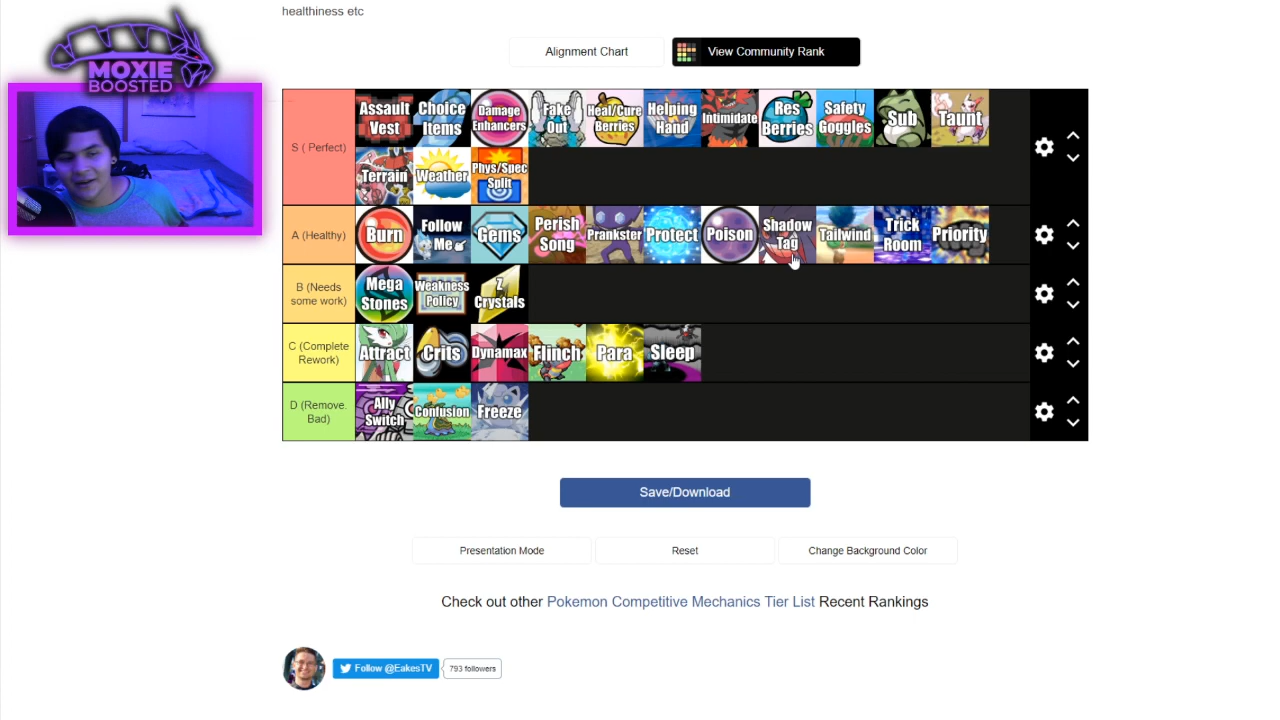 healthiness etc
MOXIE
BOOSTED
Alignment Chart
View Community Rank
S ( Perfect)
Assault Vest
Choice Items
Damage Enhancers
Fake Out
Heal/Cure Berries
Helping Hand
Intimidate
Res Berries
Safety Goggles
Sub
Taunt
Terrain
Weather
Phys/Spec Split
A (Healthy)
Burn
Follow Me
Gems
Perish Song
Prankster
Protect
Poison
Shadow Tag
Tailwind
Trick Room
Priority
B (Needs some work)
Mega Stones
Weakness Policy
Z Crystals
C (Complete Rework)
Attract
Crits
Dynamax
Flinch
Para
Sleep
D (Remove. Bad)
Ally Switch
Confusion
Freeze
Save/Download
Presentation Mode
Reset
Change Background Color
Check out other Pokemon Competitive Mechanics Tier List Recent Rankings
Follow @EakesTV
793 followers